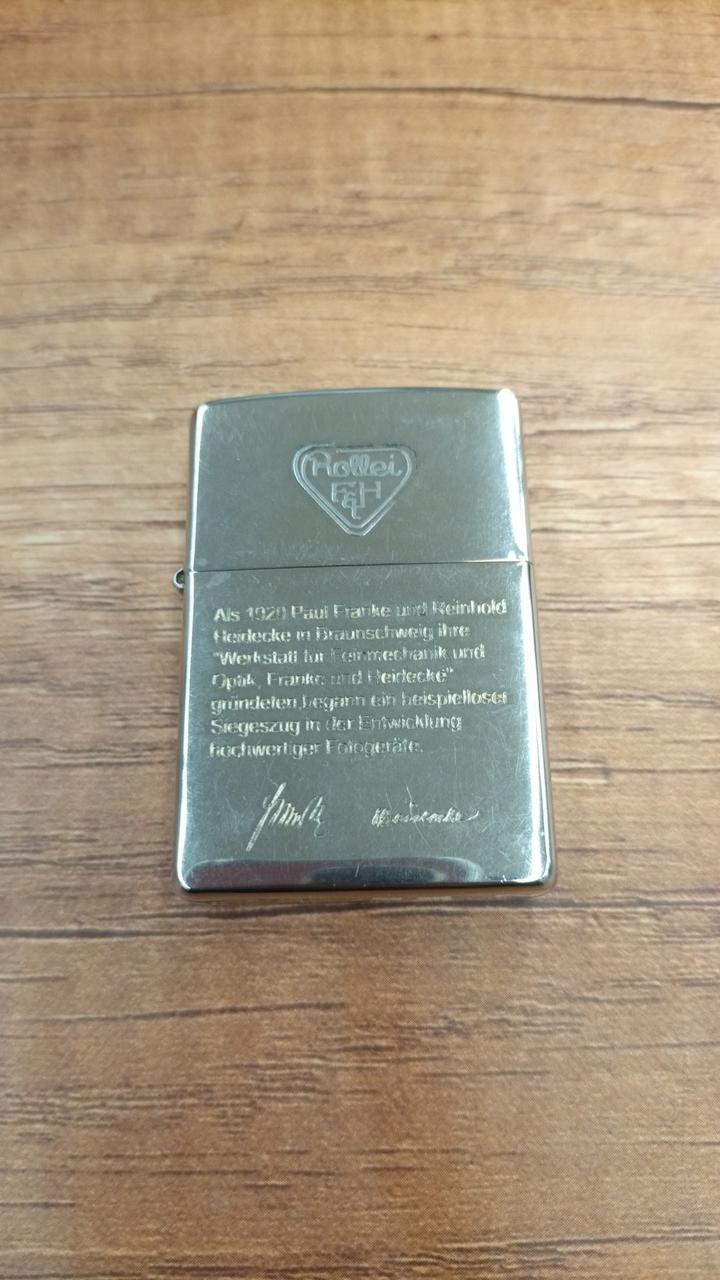 Rollei
F&H
Als 1920 Paul Franke und Reinhold
Heidecke in Braunschweig ihre
"Werkstatt für Feinmechanik und
Optik, Franke und Heidecke"
gründeten,begann ein beispielloser
Siegeszug in der Entwicklung
hochwertiger Fotogeräte.